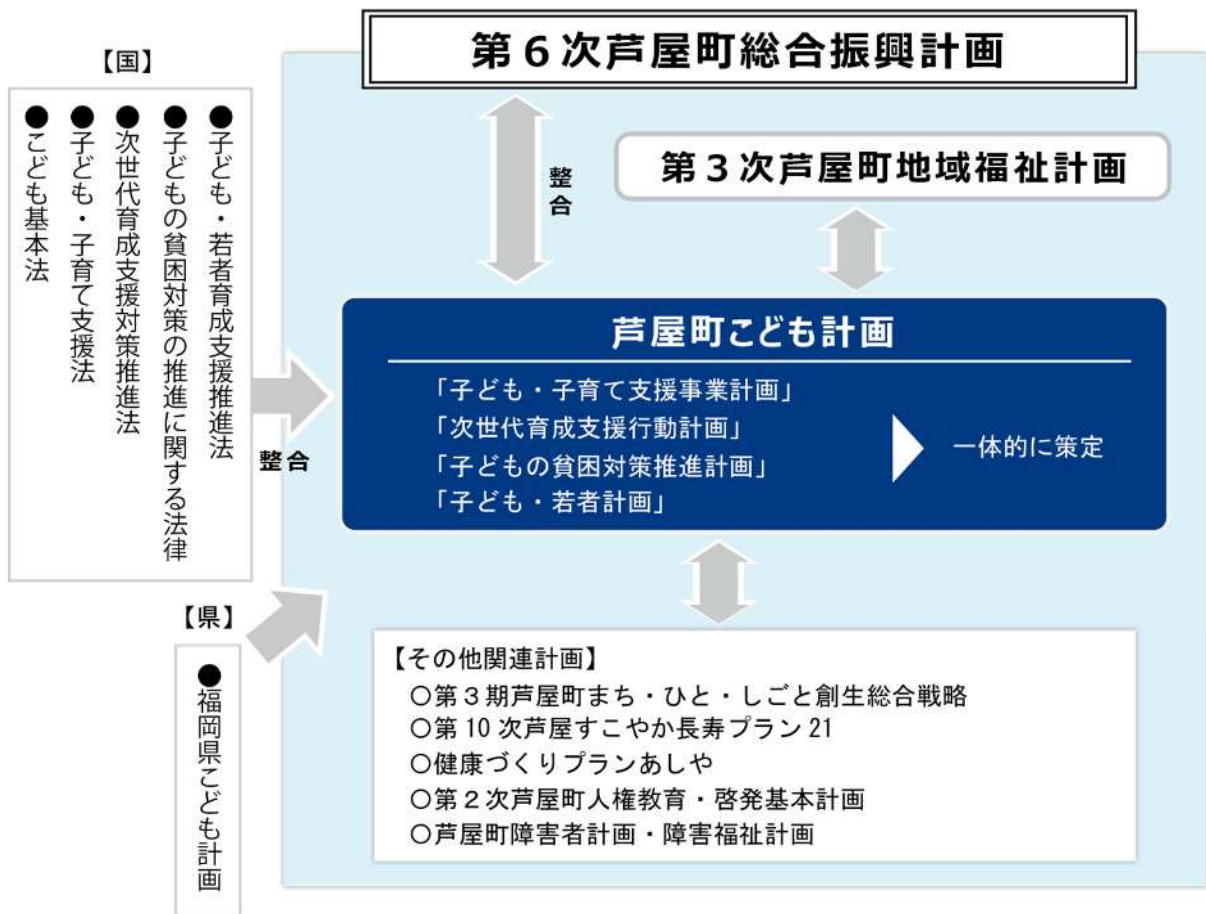 第６次芦屋町総合振興計画
【国】
●子ども・若者育成支援推進法
●子どもの貧困対策の推進に関する法律
●次世代育成支援対策推進法
●子ども・子育て支援法
●こども基本法
整合
第３次芦屋町地域福祉計画
整合
芦屋町こども計画
「子ども・子育て支援事業計画」
「次世代育成支援行動計画」
「子どもの貧困対策推進計画」
「子ども・若者計画」
一体的に策定
【県】
●福岡県こども計画
【その他関連計画】
〇第３期芦屋町まち・ひと・しごと創生総合戦略
〇第 10 次芦屋すこやか長寿プラン 21
〇健康づくりプランあしや
〇第２次芦屋町人権教育・啓発基本計画
〇芦屋町障害者計画・障害福祉計画